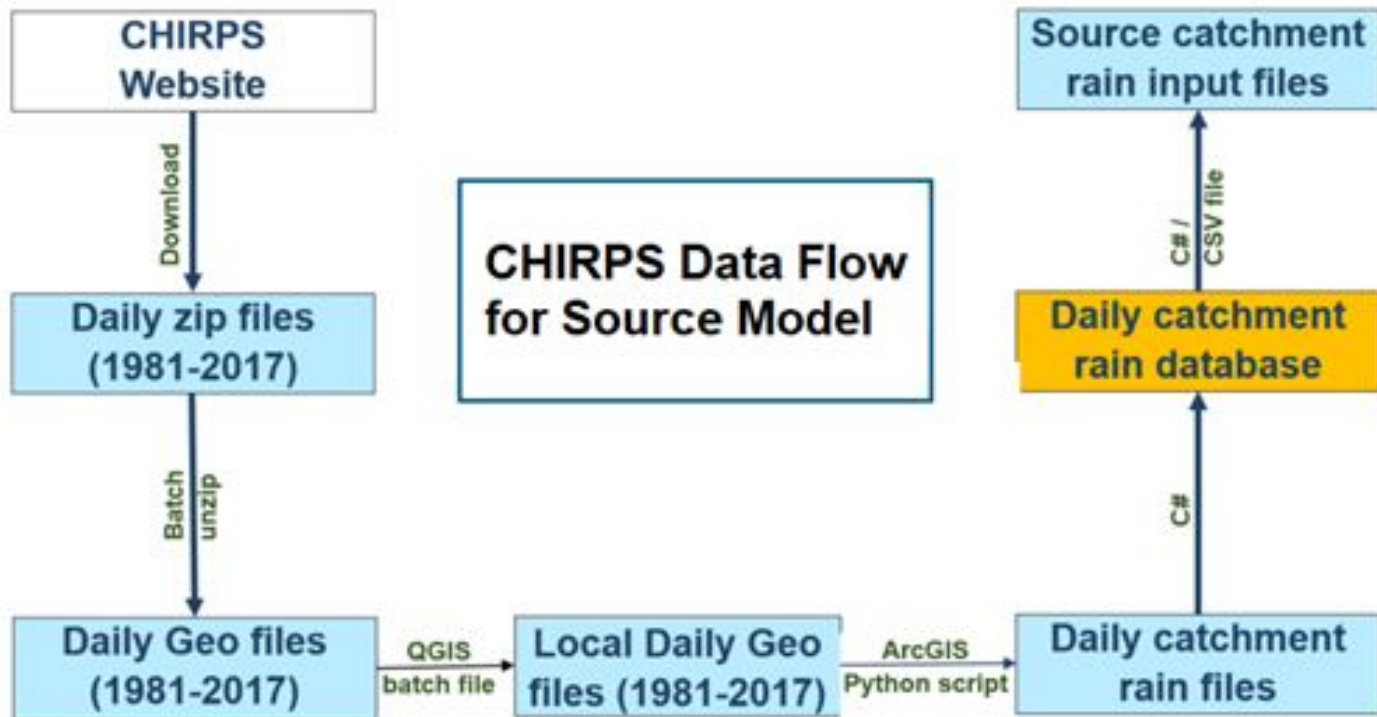 CHIRPS
Website
Download
Daily zip files
(1981-2017)
Batch
unzip
Daily Geo files
(1981-2017)
QGIS
batch file
Local Daily Geo
files (1981-2017)
ArcGIS
Python script
Daily catchment
rain files
C#
Daily catchment
rain database
C# /
CSV file
Source catchment
rain input files
CHIRPS Data Flow
for Source Model